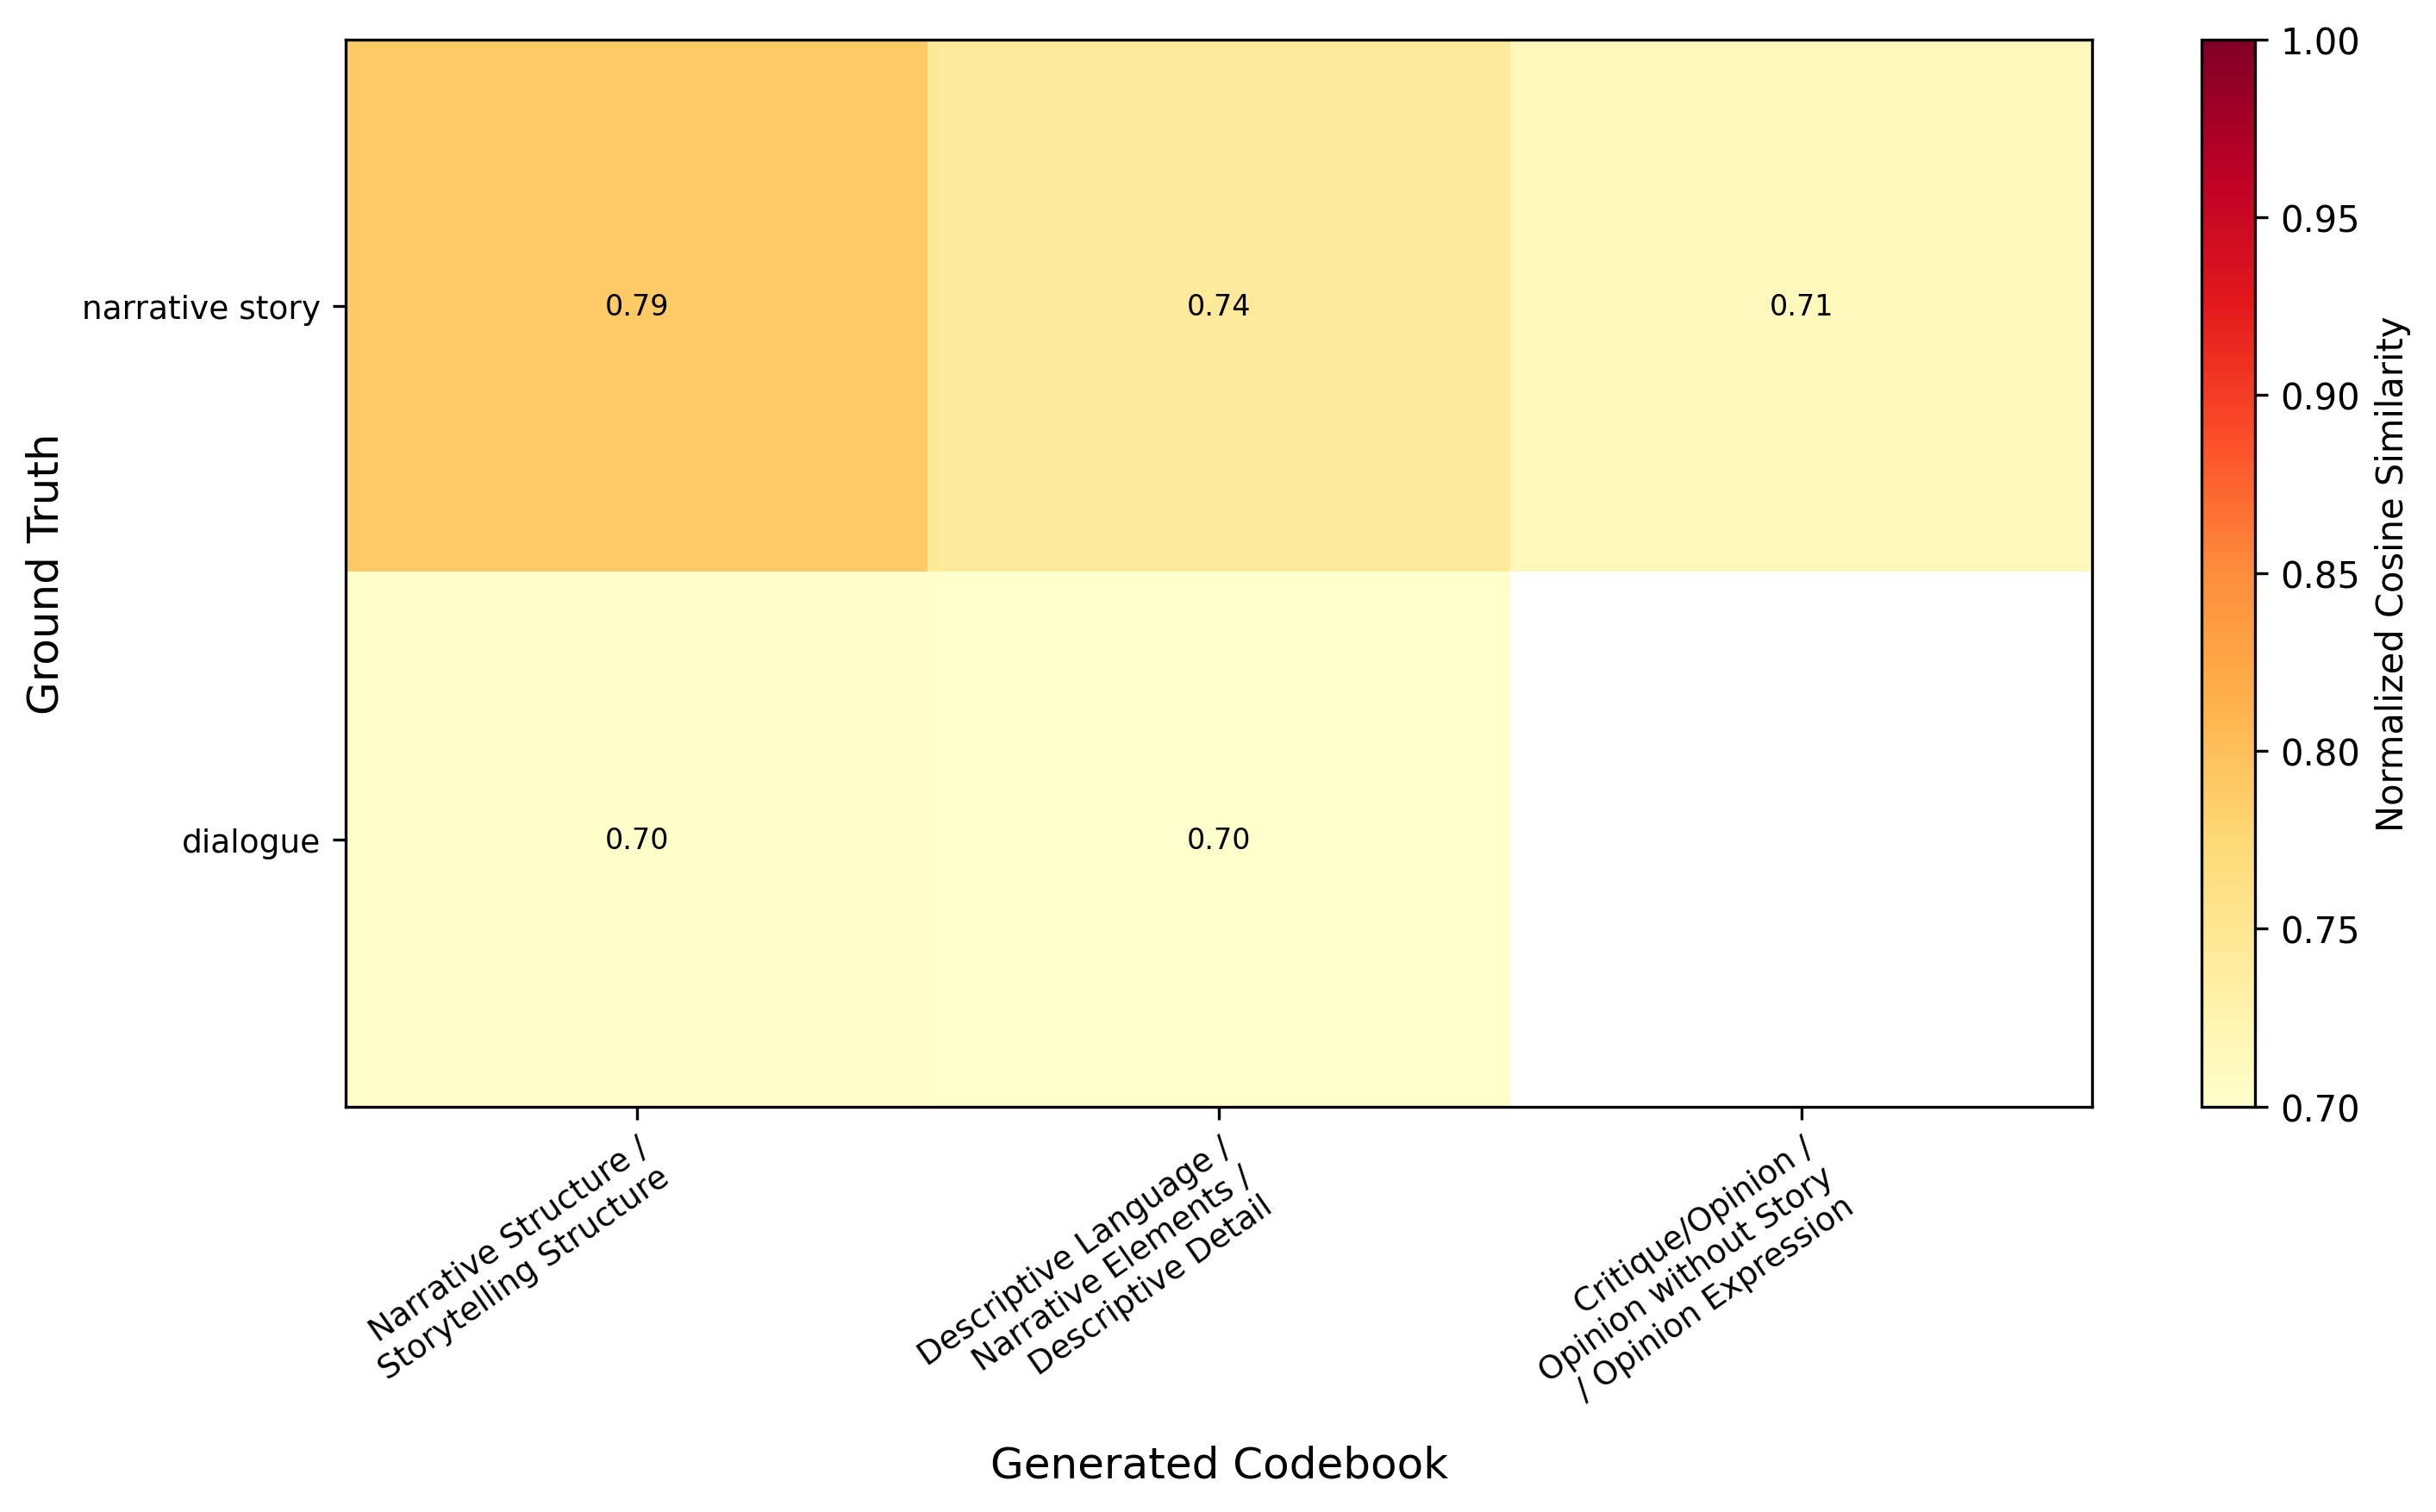 1.00
0.95
0.90
0.85
0.80
0.75
0.70
Normalized Cosine Similarity
Ground Truth
narrative story
0.79
0.74
0.71
dialogue
0.70
0.70
Narrative Structure /
Storytelling Structure
Descriptive Language /
Narrative Elements /
Descriptive Detail
Critique/Opinion /
Opinion without Story
/ Opinion Expression
Generated Codebook